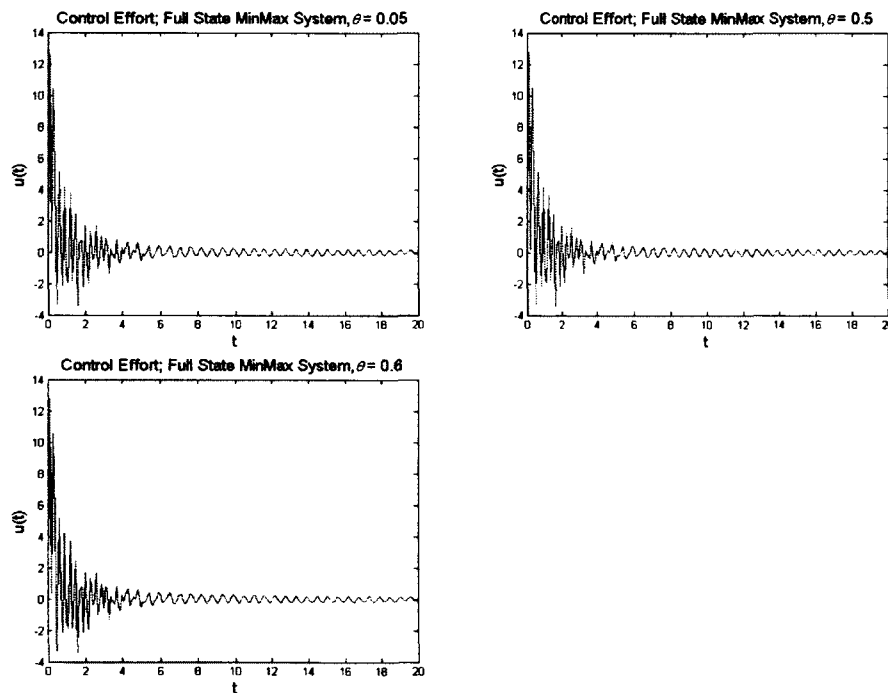 Control Effort; Full State MinMax System, θ = 0.05
14
12
10
8
6
4
2
0
-2
-4
u(t)
0 2 4 6 8 10 12 14 16 18 20
t
Control Effort; Full State MinMax System, θ = 0.5
14
12
10
8
6
4
2
0
-2
-4
u(t)
0 2 4 6 8 10 12 14 16 18 20
t
Control Effort; Full State MinMax System, θ = 0.6
14
12
10
8
6
4
2
0
-2
-4
u(t)
0 2 4 6 8 10 12 14 16 18 20
t